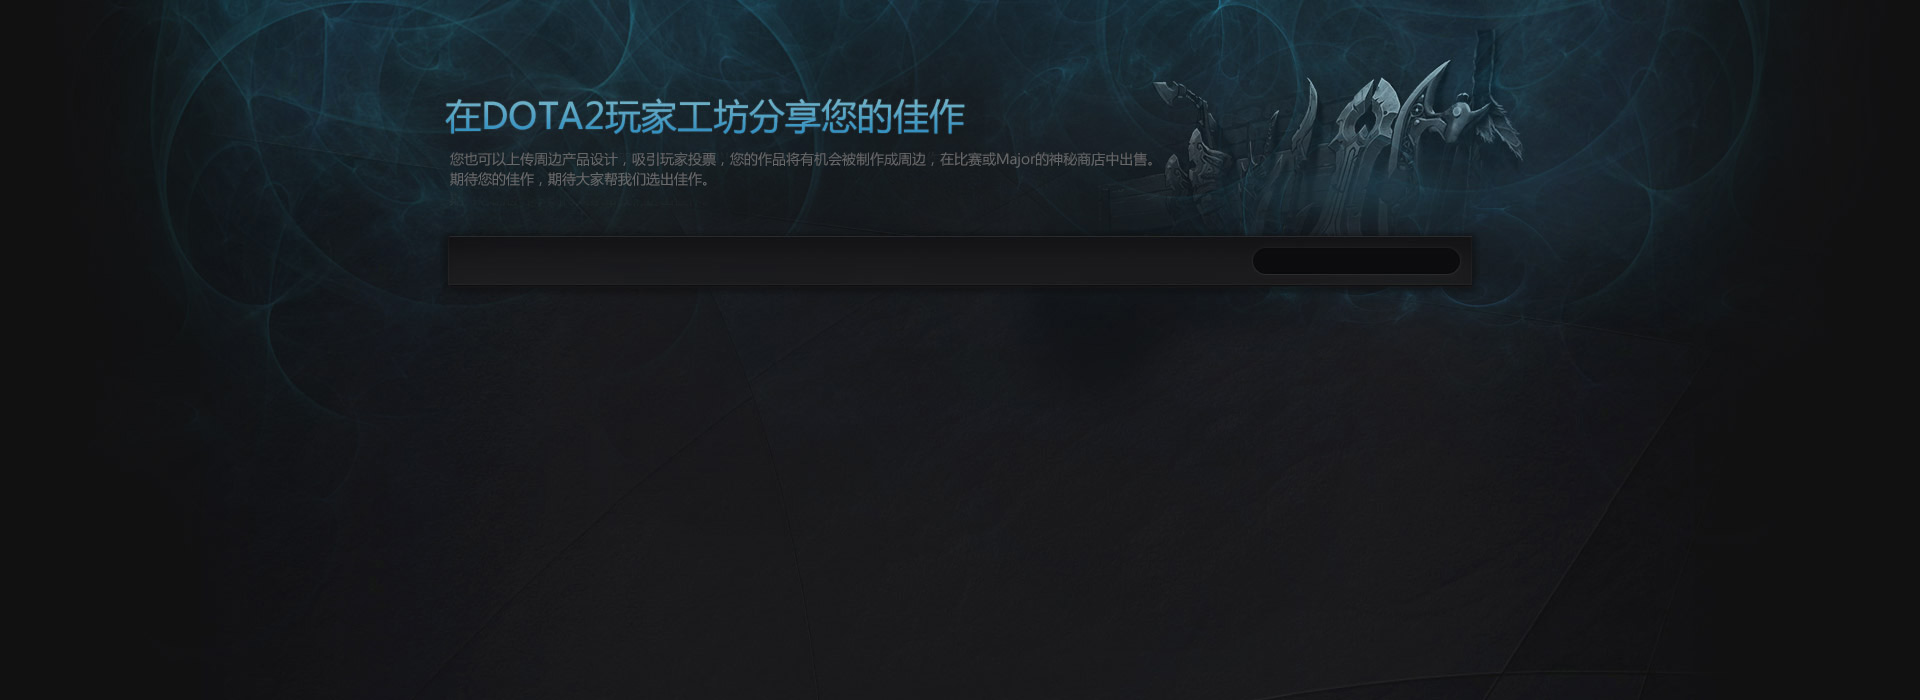 在DOTA2玩家工坊分享您的佳作
您也可以上传周边产品设计，吸引玩家投票，您的作品将有机会被制作成周边，在比赛或Major的神秘商店中出售。
期待您的佳作，期待大家帮我们选出佳作。